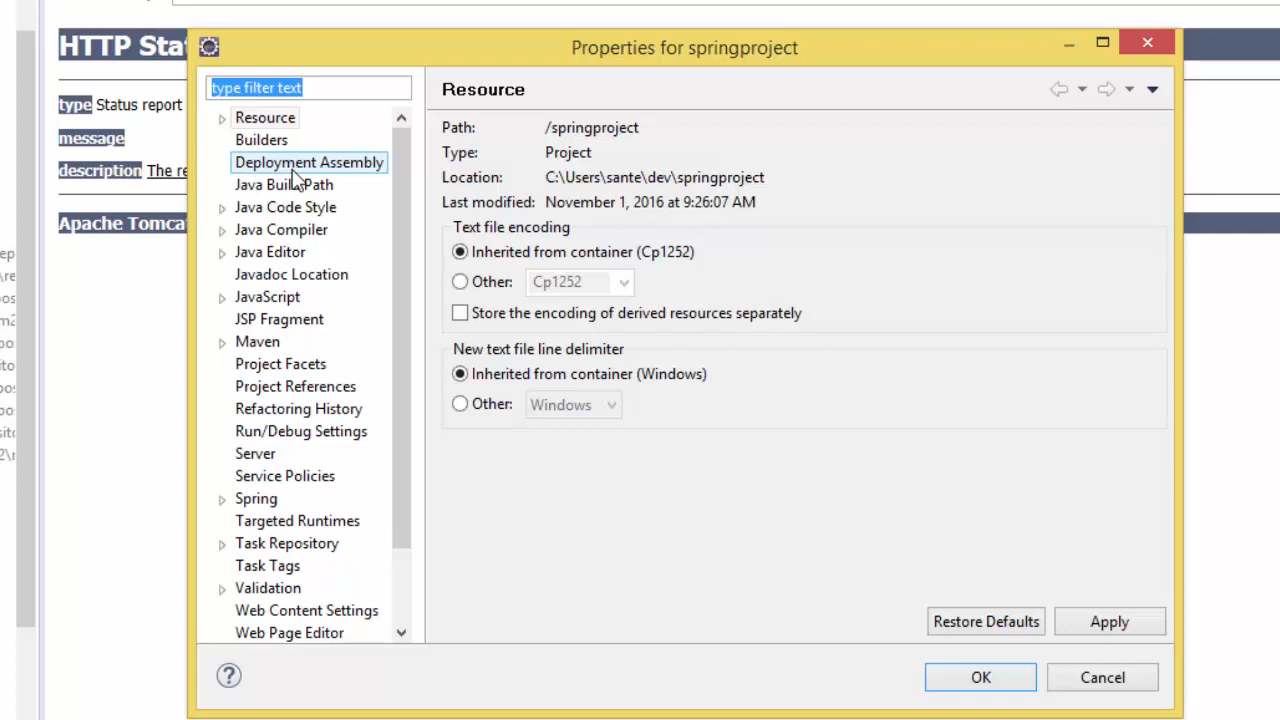 HTTP Sta
type Status report
message
description The re
Apache Tomca
Properties for springproject
type filter text
Resource
Builders
Deployment Assembly
Java Build Path
Java Code Style
Java Compiler
Java Editor
Javadoc Location
JavaScript
JSP Fragment
Maven
Project Facets
Project References
Refactoring History
Run/Debug Settings
Server
Service Policies
Spring
Targeted Runtimes
Task Repository
Task Tags
Validation
Web Content Settings
Web Page Editor
Resource
Path: /springproject
Type: Project
Location: C:\Users\sante\dev\springproject
Last modified: November 1, 2016 at 9:26:07 AM
Text file encoding
Inherited from container (Cp1252)
Other: Cp1252
Store the encoding of derived resources separately
New text file line delimiter
Inherited from container (Windows)
Other: Windows
Restore Defaults Apply
OK Cancel